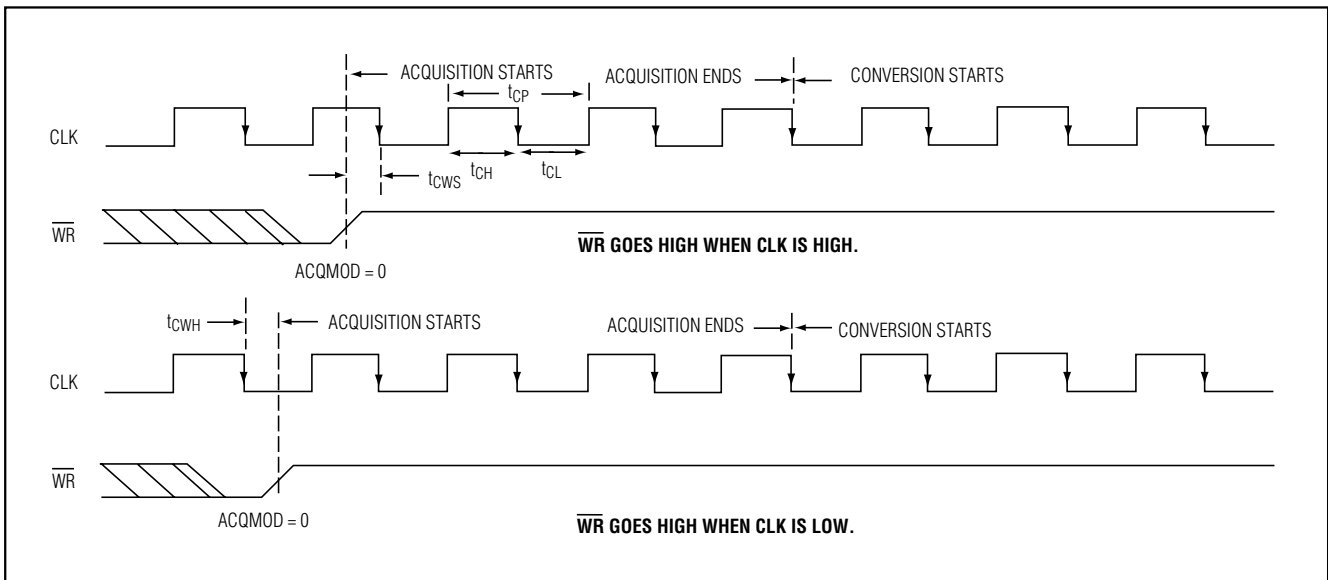 ACQUISITION STARTS
ACQUISITION ENDS
CONVERSION STARTS
tCP
CLK
tCH
tCL
tCWS
WR
WR GOES HIGH WHEN CLK IS HIGH.
ACQMOD = 0
tCWH
ACQUISITION STARTS
ACQUISITION ENDS
CONVERSION STARTS
CLK
WR
ACQMOD = 0
WR GOES HIGH WHEN CLK IS LOW.